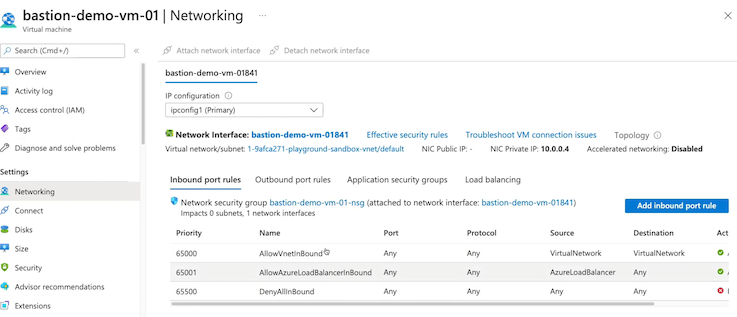 bastion-demo-vm-01 | Networking ...
Virtual machine
Search (Cmd+/)
Overview
Activity log
Access control (IAM)
Tags
Diagnose and solve problems
Settings
Networking
Connect
Disks
Size
Security
Advisor recommendations
Extensions
Attach network interface Detach network interface
bastion-demo-vm-01841
IP configuration
ipconfig1 (Primary)
Network Interface: bastion-demo-vm-01841 Effective security rules Troubleshoot VM connection issues Topology
Virtual network/subnet: 1-9afca271-playground-sandbox-vnet/default NIC Public IP: - NIC Private IP: 10.0.0.4 Accelerated networking: Disabled
Inbound port rules Outbound port rules Application security groups Load balancing
Network security group bastion-demo-vm-01-nsg (attached to network interface: bastion-demo-vm-01841)
Impacts 0 subnets, 1 network interfaces
Add inbound port rule
Priority Name Port Protocol Source Destination
65000 AllowVnetInBound Any Any VirtualNetwork VirtualNetwork
65001 AllowAzureLoadBalancerInBound Any Any AzureLoadBalancer Any
65500 DenyAllInBound Any Any Any Any